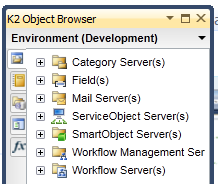 K2 Object Browser
Environment (Development)
Category Server(s)
Field(s)
Mail Server(s)
ServiceObject Server(s)
SmartObject Server(s)
Workflow Management Ser
Workflow Server(s)
fx